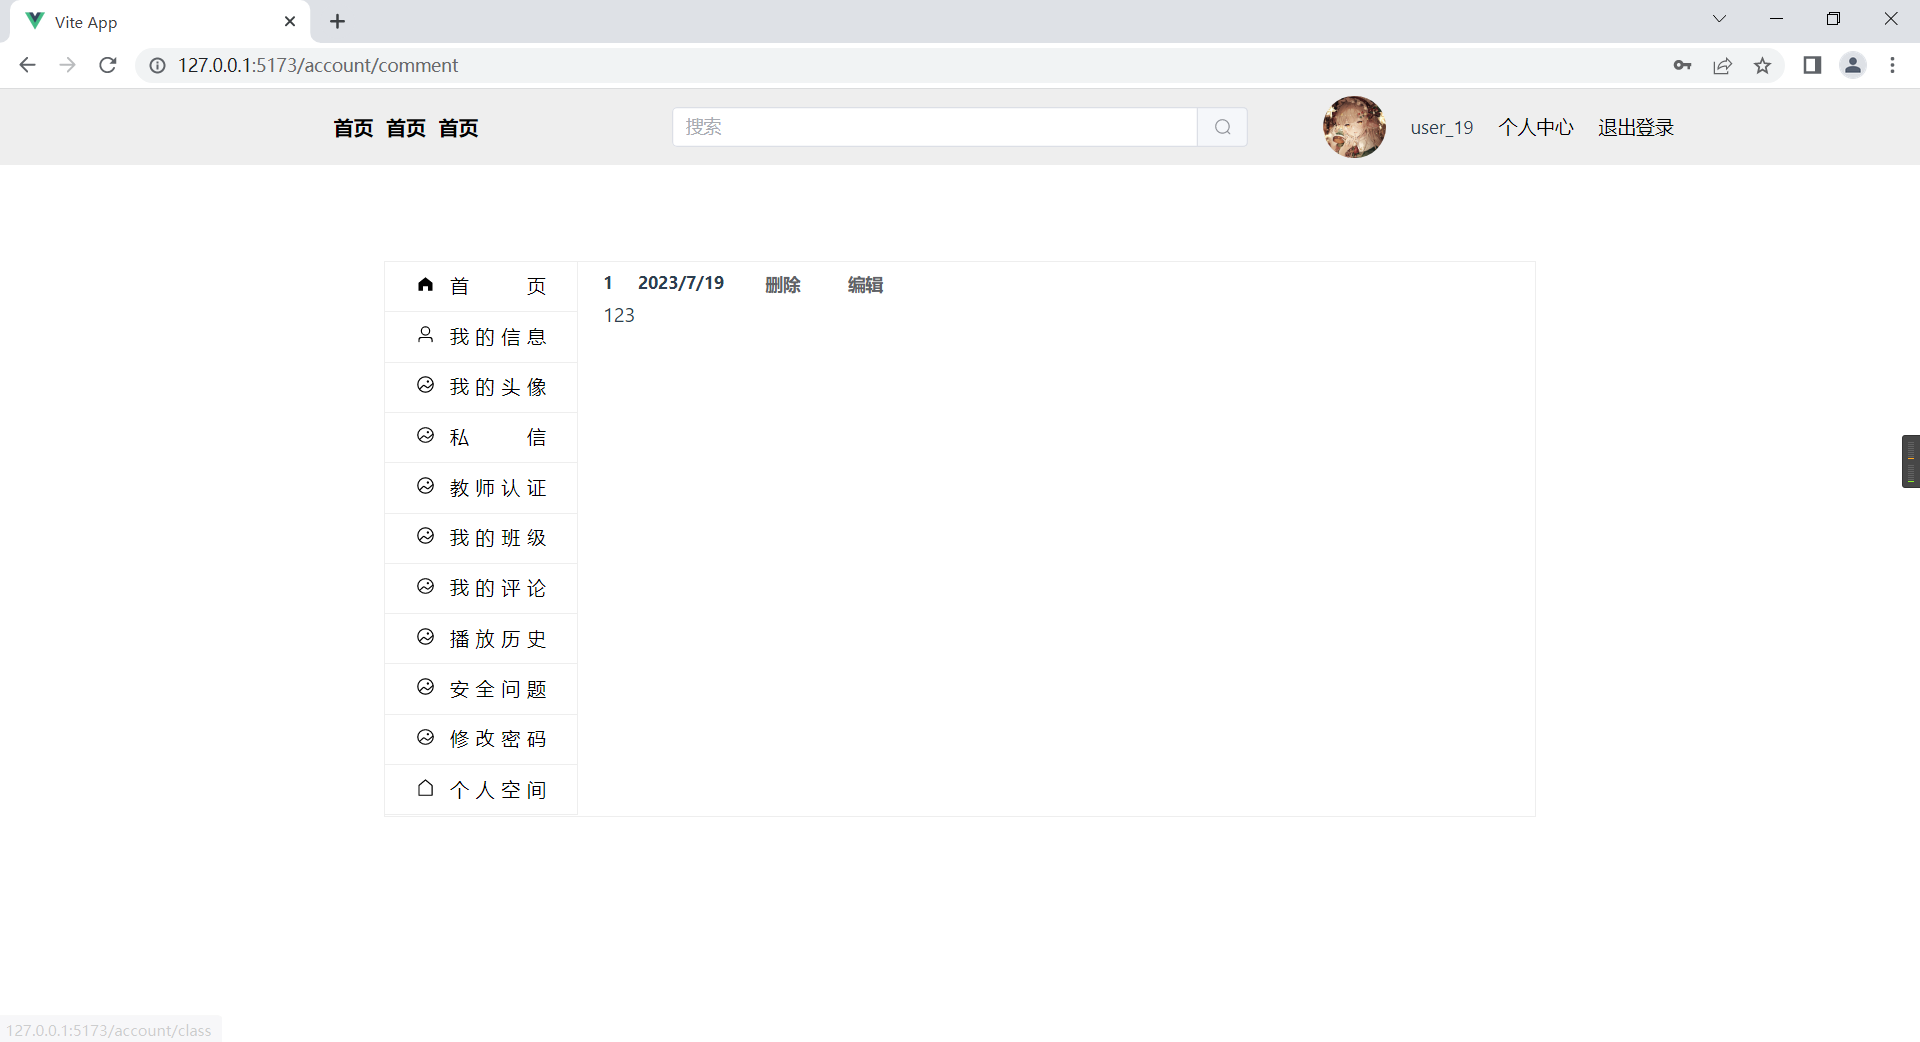 Vite App
127.0.0.1:5173/account/comment
首页 首页 首页
搜索
user_19 个人中心 退出登录
首 页
我的信息
我的头像
私 信
教师认证
我的班级
我的评论
播放历史
安全问题
修改密码
个人空间
1 2023/7/19 删除 编辑
123
127.0.0.1:5173/account/class